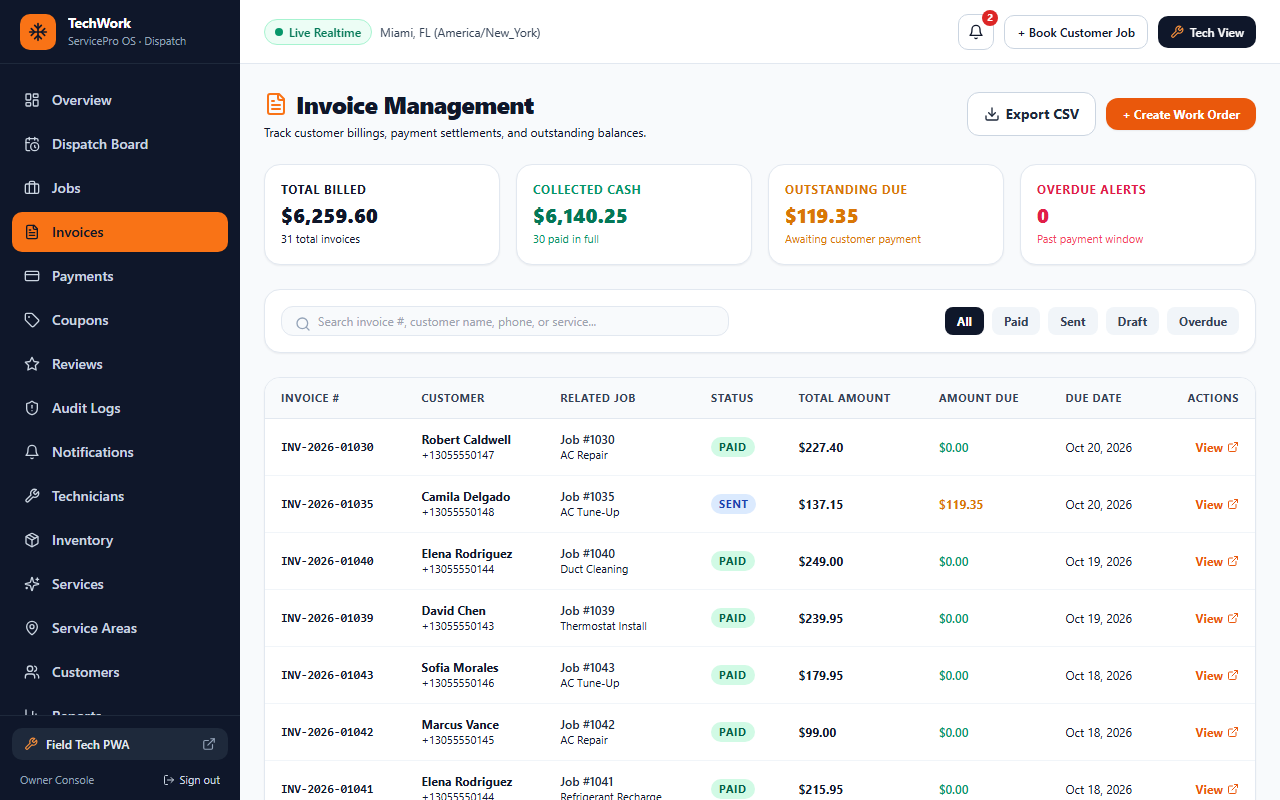 TechWork
ServicePro OS · Dispatch
Overview
Dispatch Board
Jobs
Invoices
Payments
Coupons
Reviews
Audit Logs
Notifications
Technicians
Inventory
Services
Service Areas
Customers
Reports
Field Tech PWA
Owner Console
Sign out
Live Realtime
Miami, FL (America/New_York)
2
+ Book Customer Job
Tech View
Invoice Management
Track customer billings, payment settlements, and outstanding balances.
Export CSV
+ Create Work Order
TOTAL BILLED
$6,259.60
31 total invoices
COLLECTED CASH
$6,140.25
30 paid in full
OUTSTANDING DUE
$119.35
Awaiting customer payment
OVERDUE ALERTS
0
Past payment window
Search invoice #, customer name, phone, or service...
All Paid Sent Draft Overdue
INVOICE # CUSTOMER RELATED JOB STATUS TOTAL AMOUNT AMOUNT DUE DUE DATE ACTIONS
INV-2026-01030 Robert Caldwell Job #1030 PAID $227.40 $0.00 Oct 20, 2026 View
+13055550147 AC Repair
INV-2026-01035 Camila Delgado Job #1035 SENT $137.15 $119.35 Oct 20, 2026 View
+13055550148 AC Tune-Up
INV-2026-01040 Elena Rodriguez Job #1040 PAID $249.00 $0.00 Oct 19, 2026 View
+13055550144 Duct Cleaning
INV-2026-01039 David Chen Job #1039 PAID $239.95 $0.00 Oct 19, 2026 View
+13055550143 Thermostat Install
INV-2026-01043 Sofia Morales Job #1043 PAID $179.95 $0.00 Oct 18, 2026 View
+13055550146 AC Tune-Up
INV-2026-01042 Marcus Vance Job #1042 PAID $99.00 $0.00 Oct 18, 2026 View
+13055550145 AC Repair
INV-2026-01041 Elena Rodriguez Job #1041 PAID $215.95 $0.00 Oct 18, 2026 View
+13055550144 Refrigerant Recharge